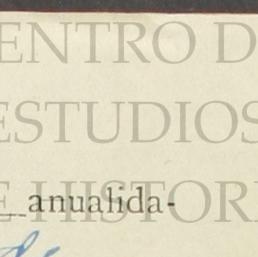 ENTRO D
ESTUDIOS
E HISTORI
anualida-